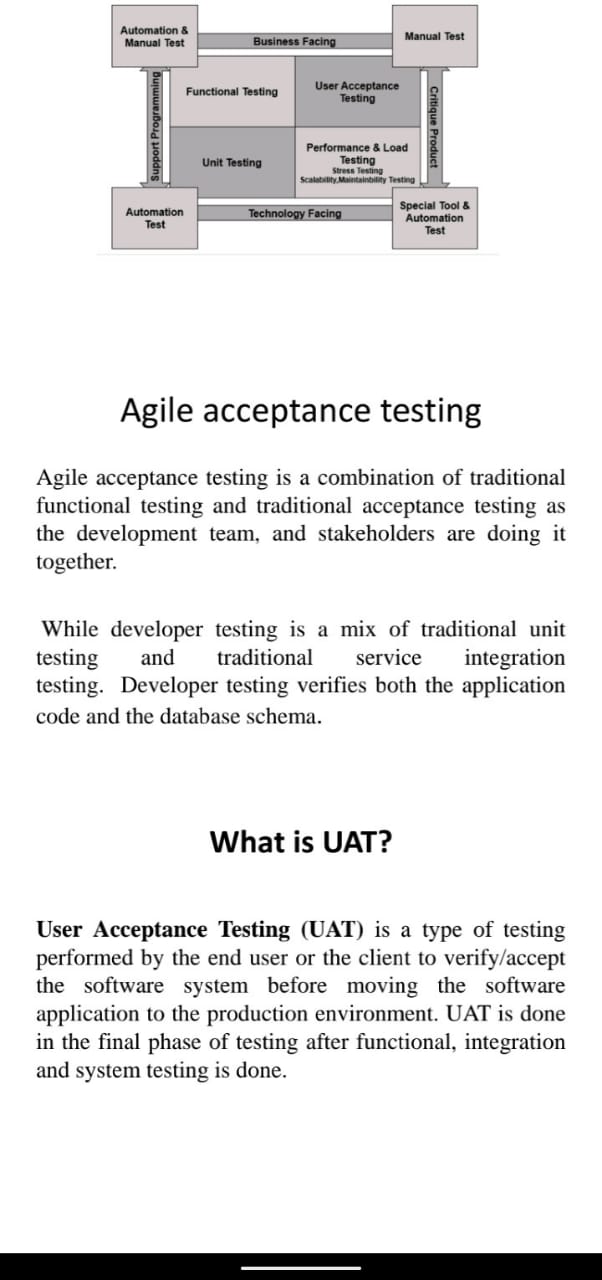 Automation &
Manual Test
Business Facing
Manual Test
Support Programming
Functional Testing
User Acceptance
Testing
Critique Product
Unit Testing
Performance & Load
Testing
Stress Testing
Scalability,Maintainbility Testing
Automation
Test
Technology Facing
Special Tool &
Automation
Test
Agile acceptance testing
Agile acceptance testing is a combination of traditional
functional testing and traditional acceptance testing as
the development team, and stakeholders are doing it
together.
While developer testing is a mix of traditional unit
testing and traditional service integration
testing. Developer testing verifies both the application
code and the database schema.
What is UAT?
User Acceptance Testing (UAT) is a type of testing
performed by the end user or the client to verify/accept
the software system before moving the software
application to the production environment. UAT is done
in the final phase of testing after functional, integration
and system testing is done.